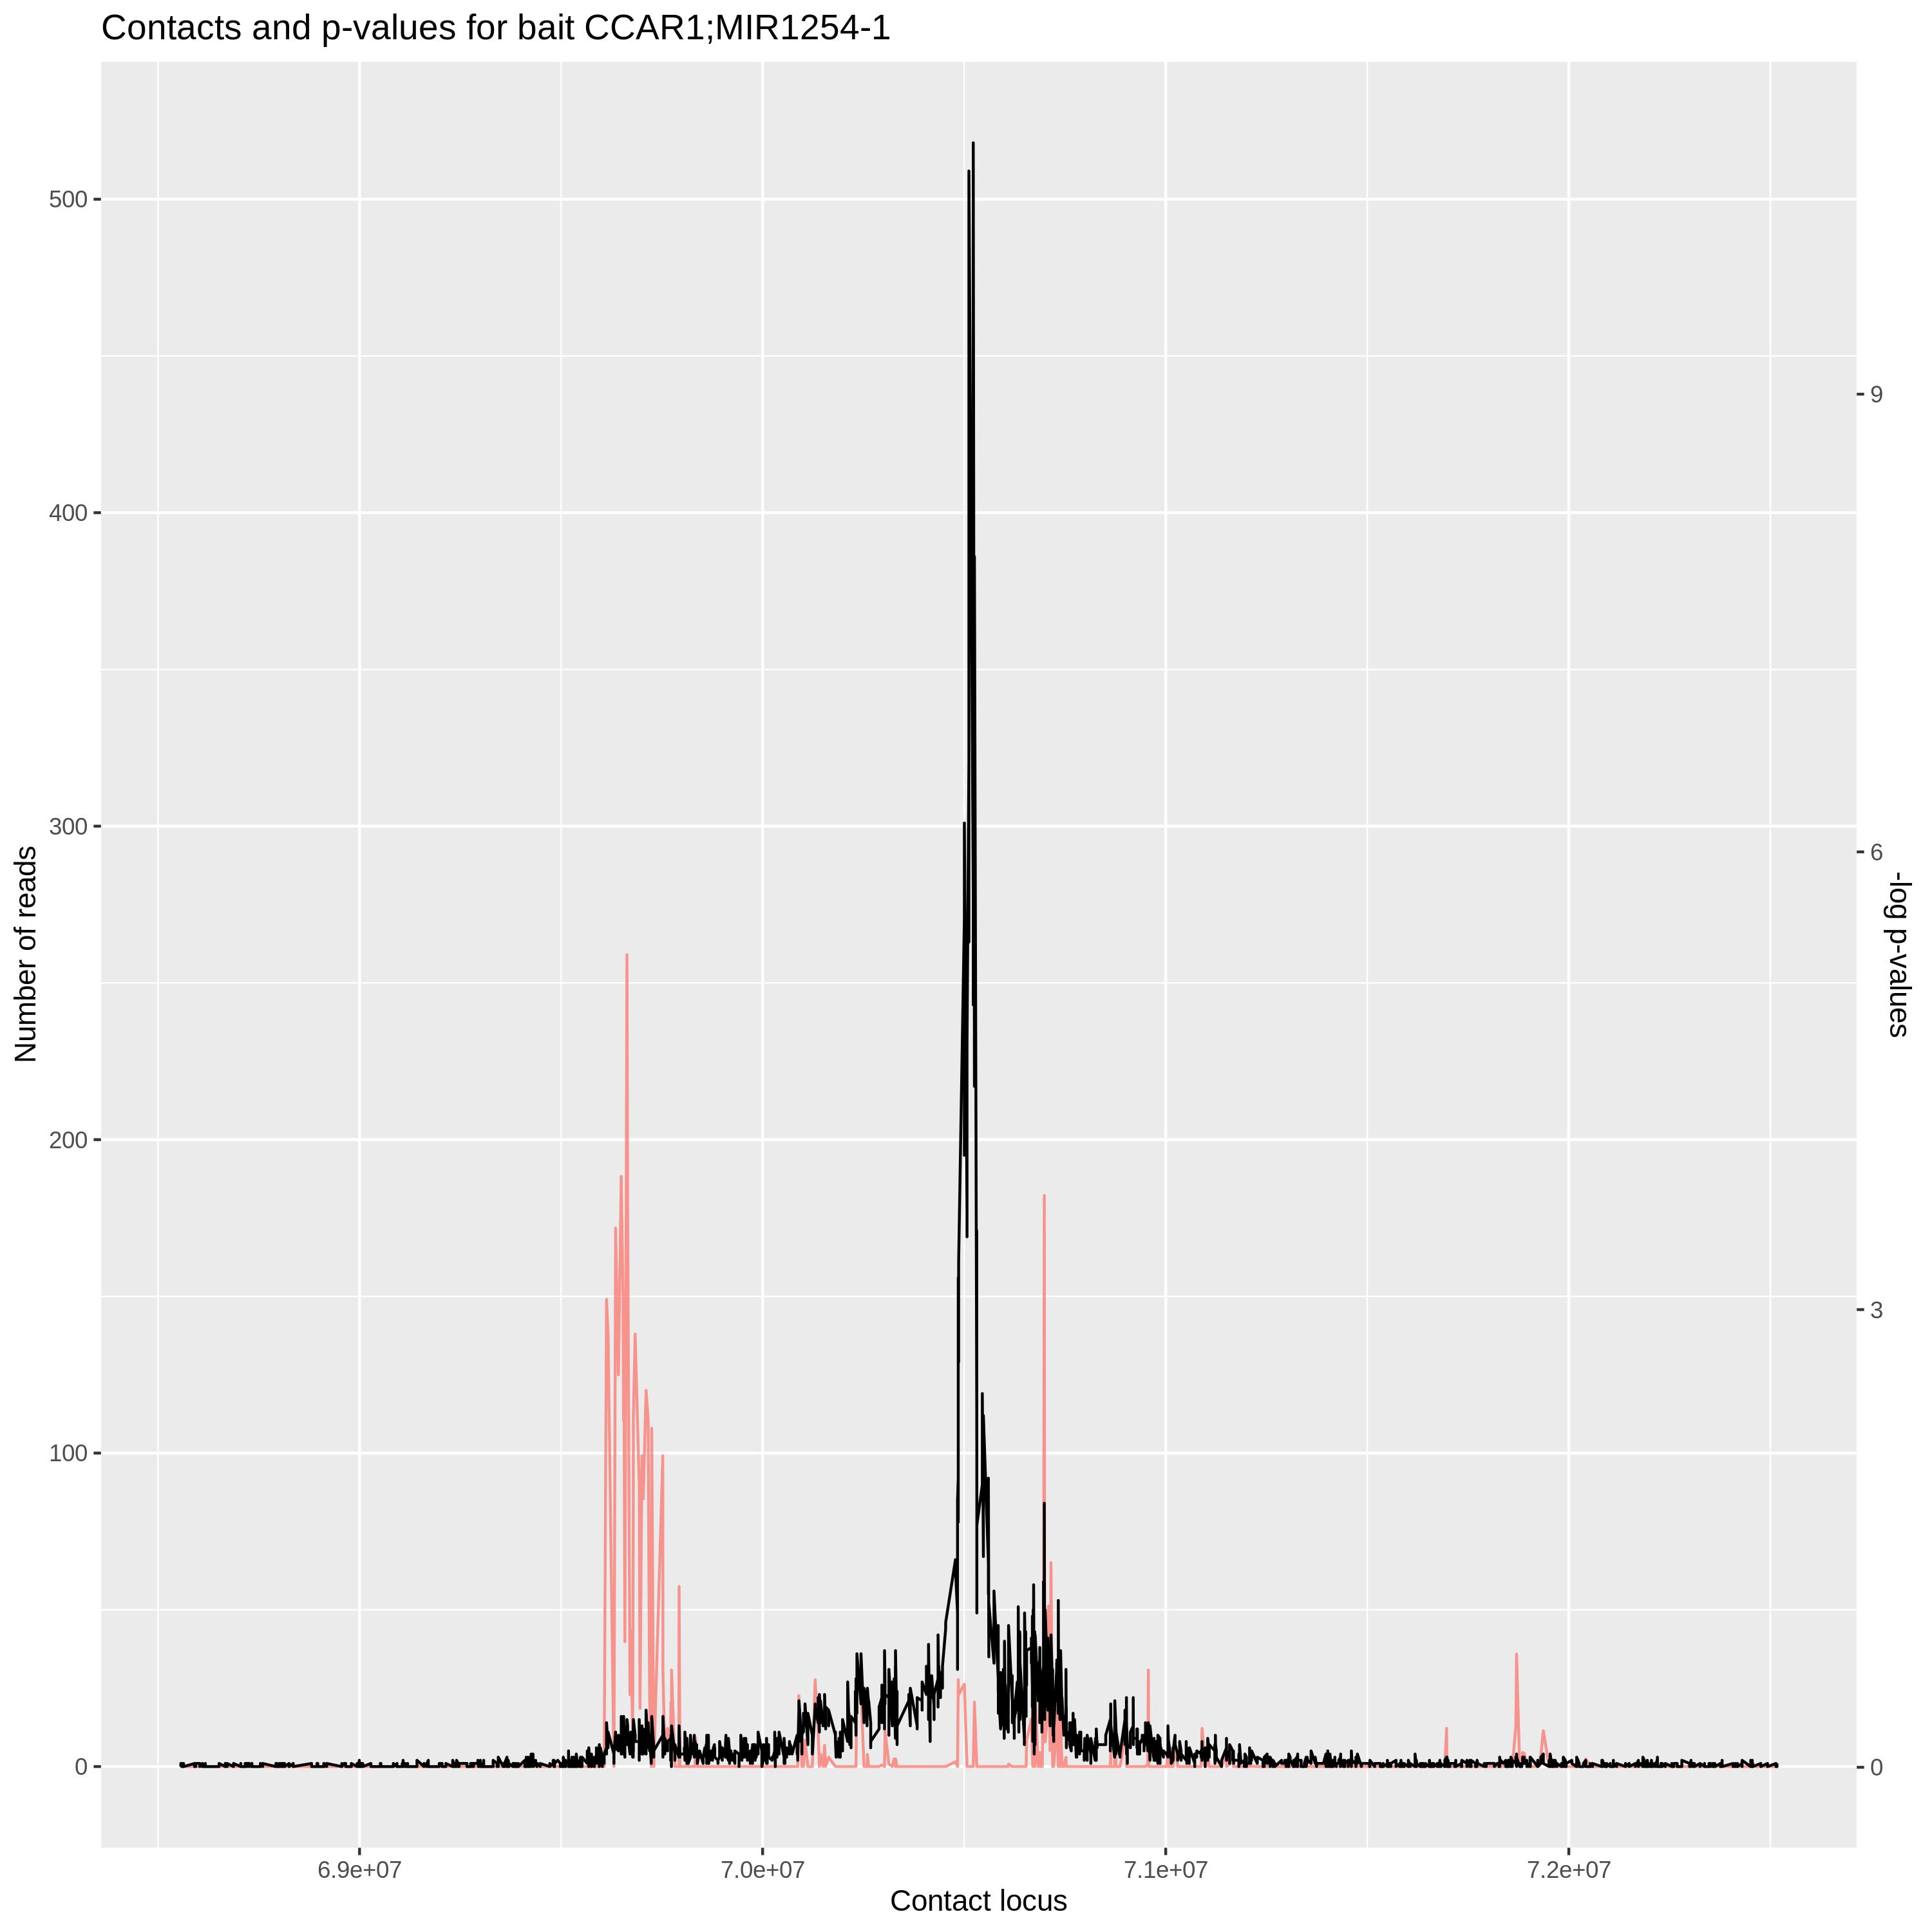 Contacts and p-values for bait CCAR1;MIR1254-1
500
400
300
200
100
0
Number of reads
9
6
3
0
-log p-values
6.9e+07
7.0e+07
7.1e+07
7.2e+07
Contact locus